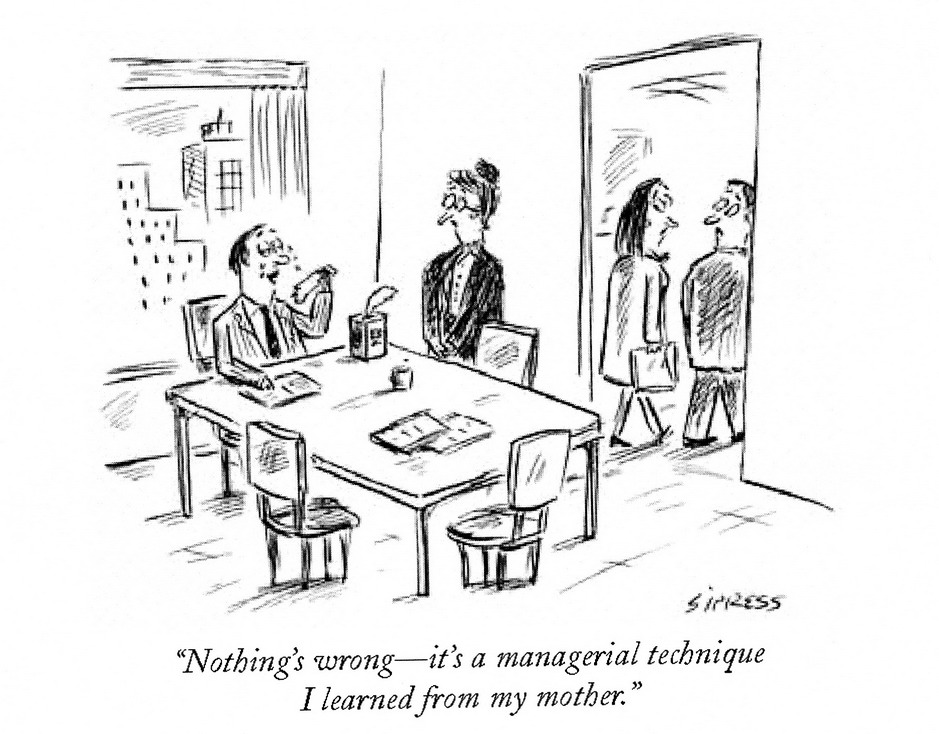 SIPRESS
“Nothing’s wrong—it’s a managerial technique
I learned from my mother.”